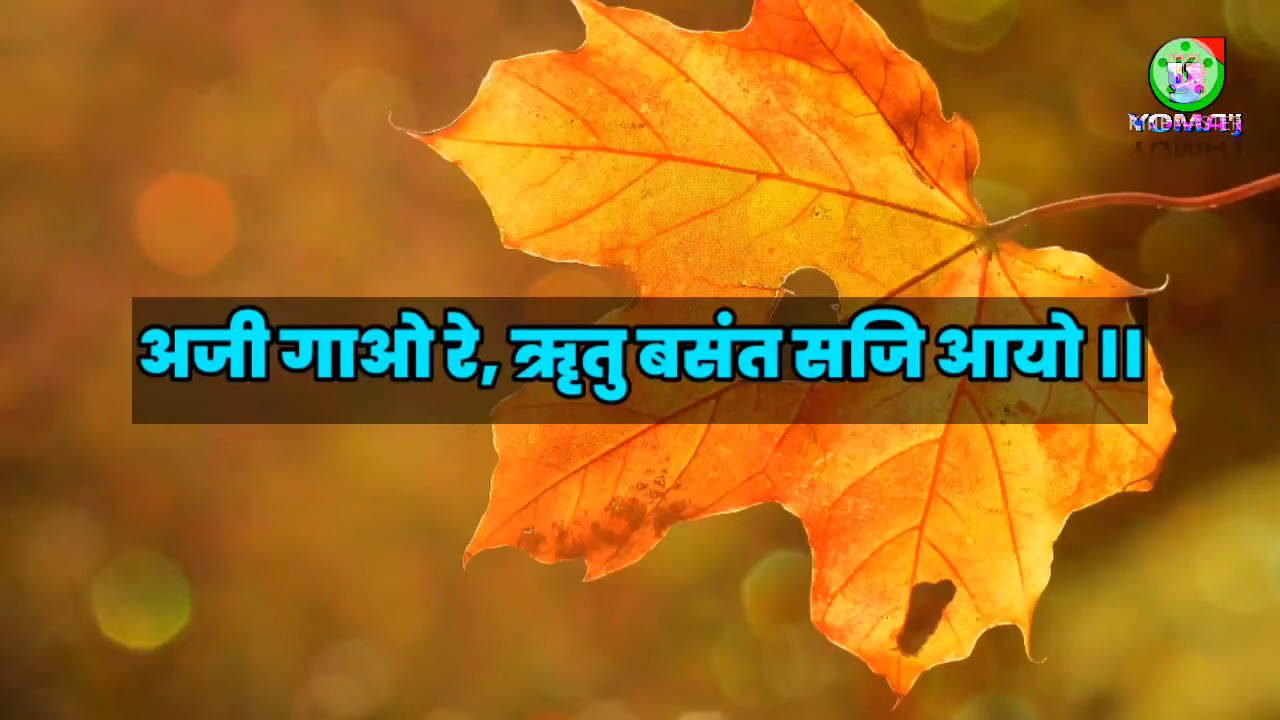 अजी गाओ रे, ॠतु बसंत सजि आयो ।।